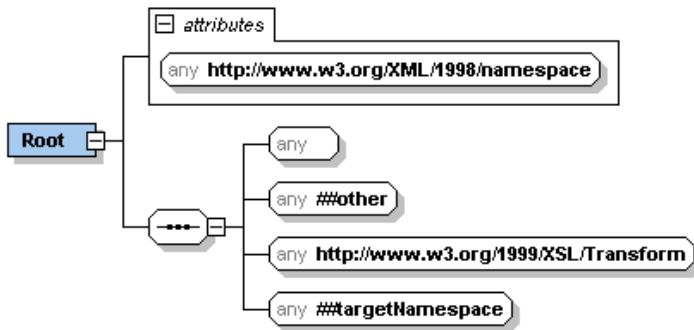 attributes
any http://www.w3.org/XML/1998/namespace
Root
any
any ##other
any http://www.w3.org/1999/XSL/Transform
any ##targetNamespace